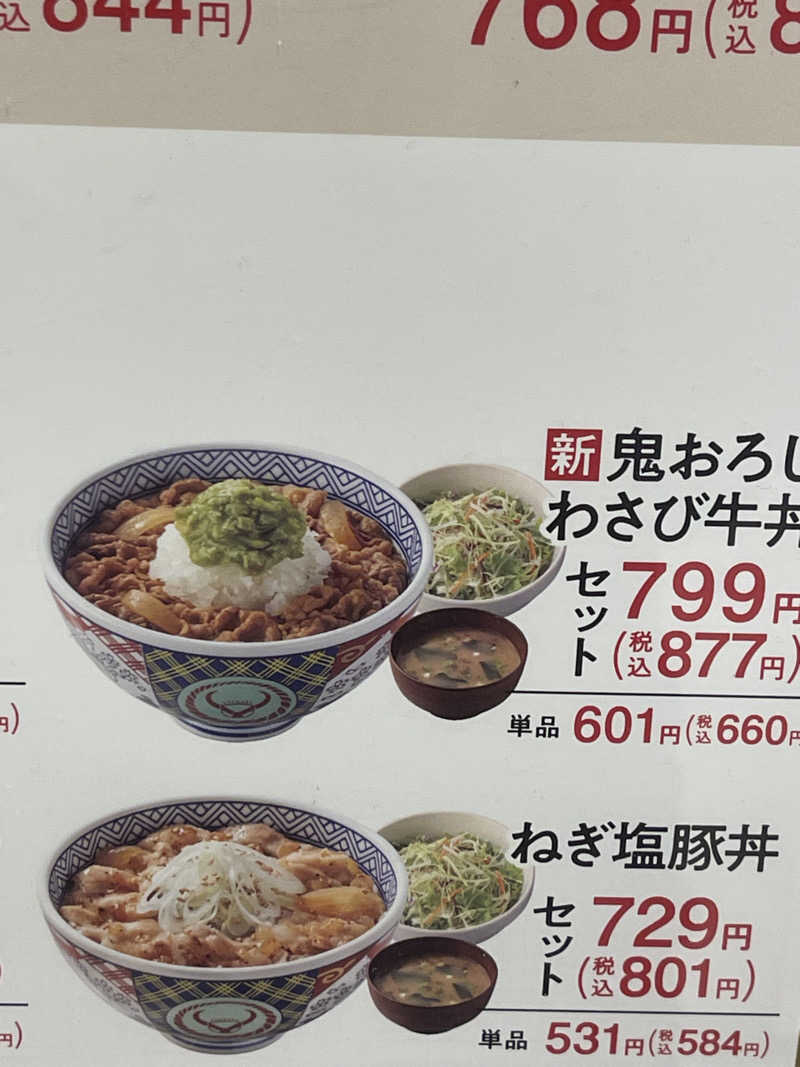 込844円)
768円(税込8
新 鬼おろし
わさび牛丼
セット 799円
(税込877円)
単品 601円(税込660円
円)
ねぎ塩豚丼
セット 729円
(税込801円)
単品 531円(税込584円)
円)